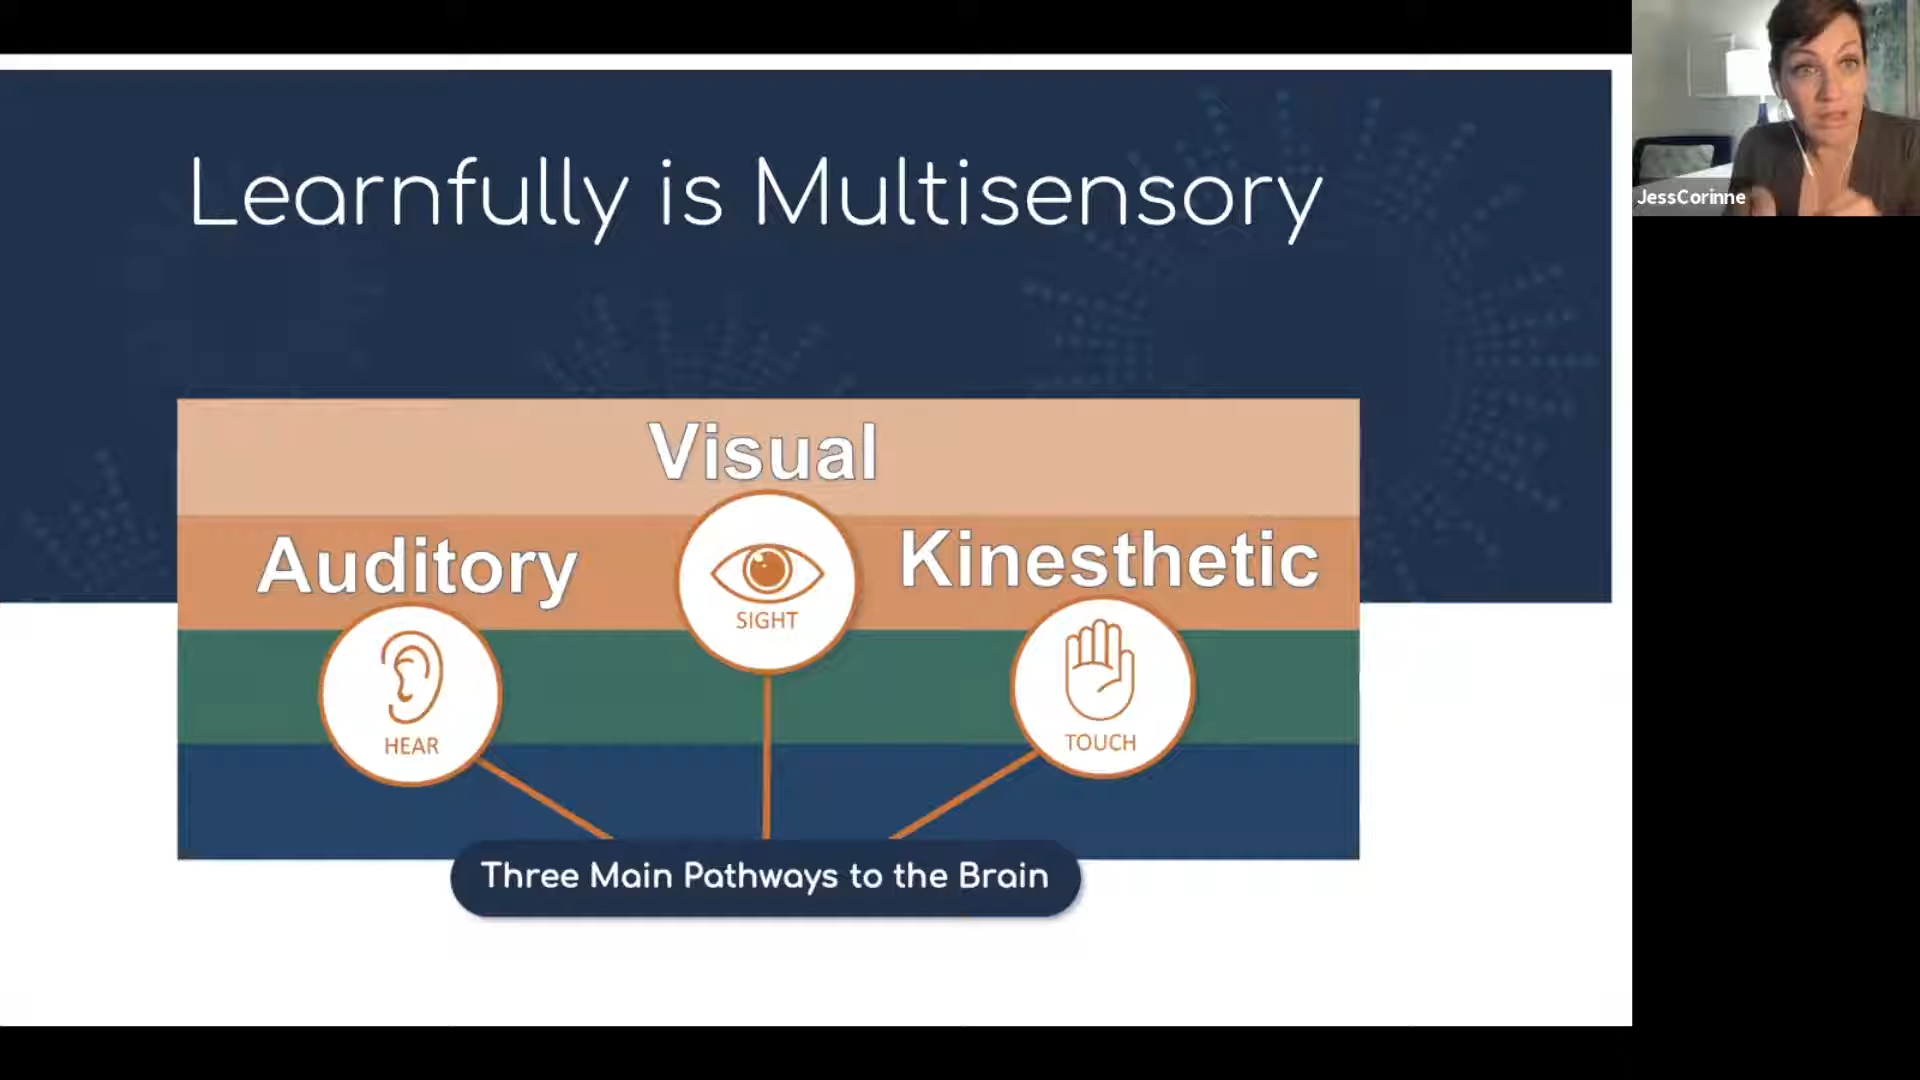 Learnfully is Multisensory
JessCorinne
Visual
Auditory
Kinesthetic
SIGHT
HEAR
TOUCH
Three Main Pathways to the Brain